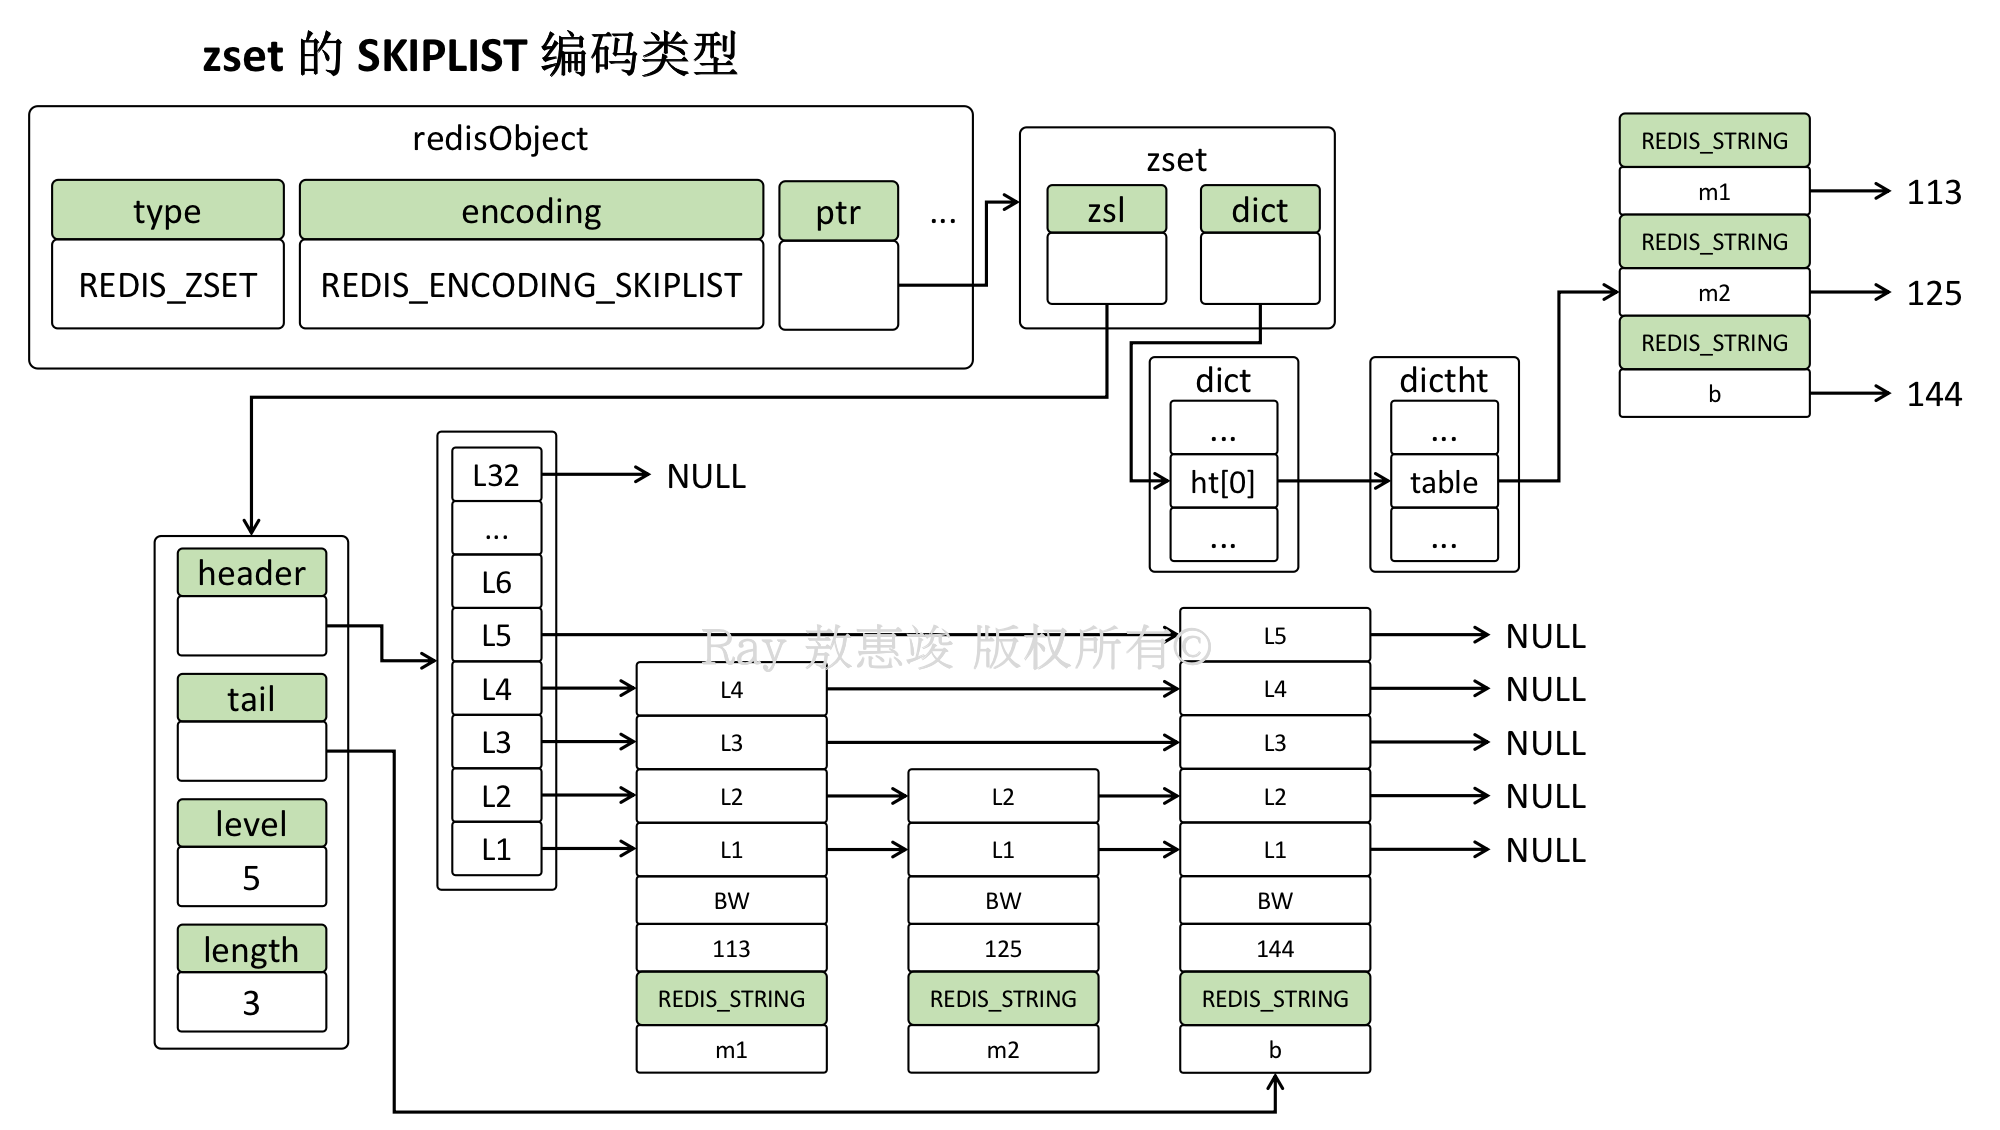 zset 的 SKIPLIST 编码类型
redisObject
type
encoding
ptr
...
REDIS_ZSET
REDIS_ENCODING_SKIPLIST
zset
zsl
dict
REDIS_STRING
m1
113
REDIS_STRING
m2
125
REDIS_STRING
b
144
dict
...
ht[0]
...
dictht
...
table
...
header
tail
level
5
length
3
L32
NULL
...
L6
L5
L4
L3
L2
L1
L4
L3
L2
L1
BW
113
REDIS_STRING
m1
L2
L1
BW
125
REDIS_STRING
m2
L5
L4
L3
L2
L1
BW
144
REDIS_STRING
b
NULL
NULL
NULL
NULL
NULL
Ray 敖惠竣 版权所有©